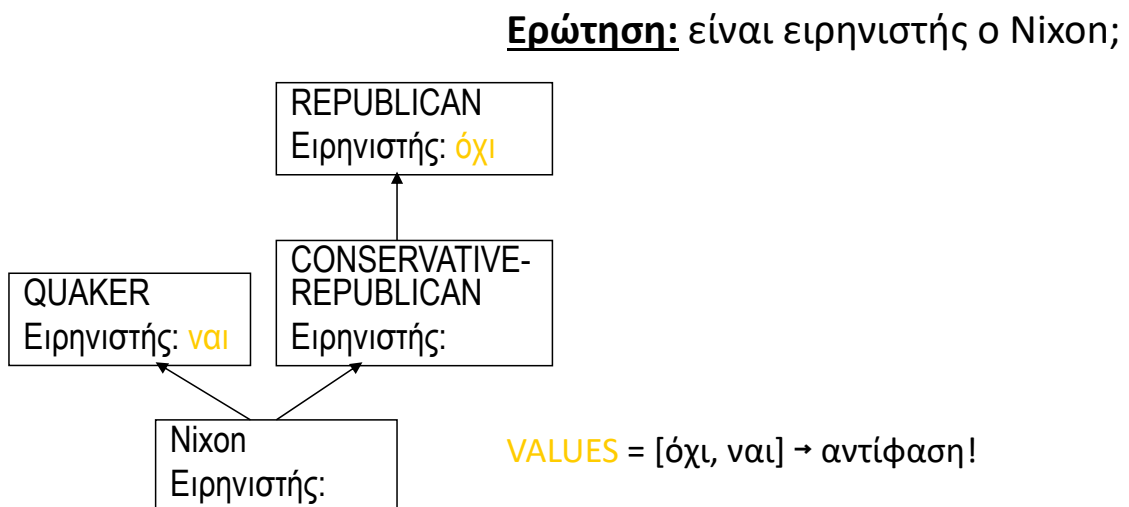 Ερώτηση: είναι ειρηνιστής ο Nixon;
REPUBLICAN
Ειρηνιστής: όχι
CONSERVATIVE-
REPUBLICAN
Ειρηνιστής:
QUAKER
Ειρηνιστής: ναι
Nixon
Ειρηνιστής:
VALUES = [όχι, ναι] → αντίφαση!